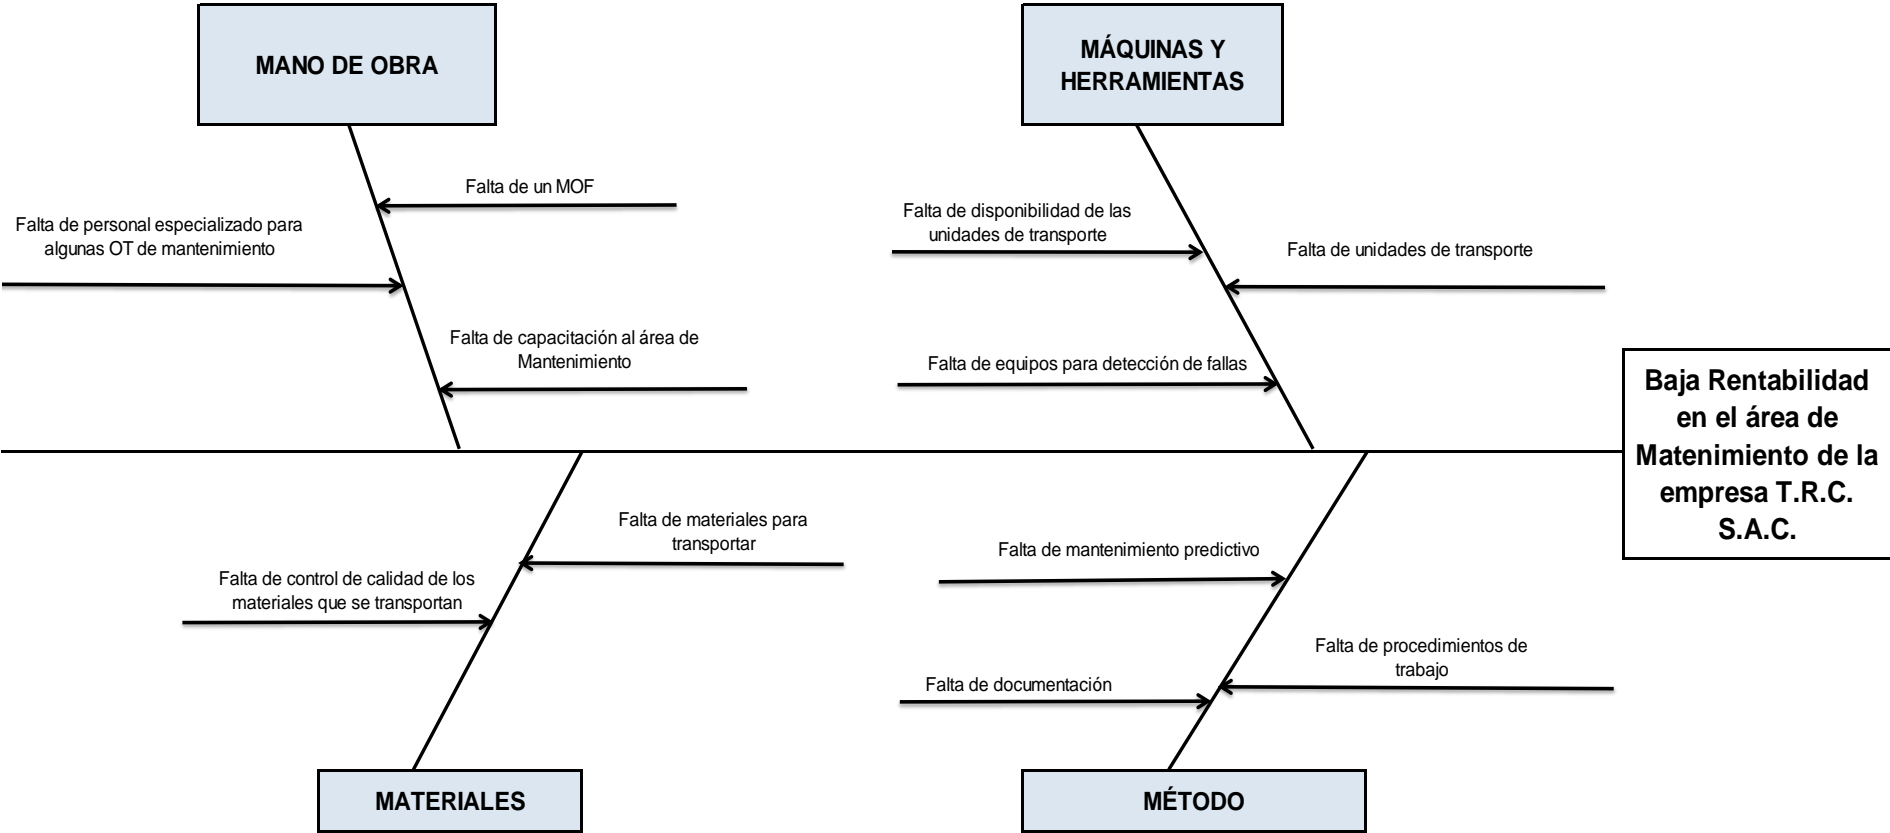 MANO DE OBRA
MÁQUINAS Y
HERRAMIENTAS
Falta de un MOF
Falta de personal especializado para
algunas OT de mantenimiento
Falta de capacitación al área de
Mantenimiento
Falta de disponibilidad de las
unidades de transporte
Falta de unidades de transporte
Falta de equipos para detección de fallas
Baja Rentabilidad
en el área de
Matenimiento de la
empresa T.R.C.
S.A.C.
Falta de materiales para
transportar
Falta de control de calidad de los
materiales que se transportan
Falta de mantenimiento predictivo
Falta de procedimientos de
trabajo
Falta de documentación
MATERIALES
MÉTODO